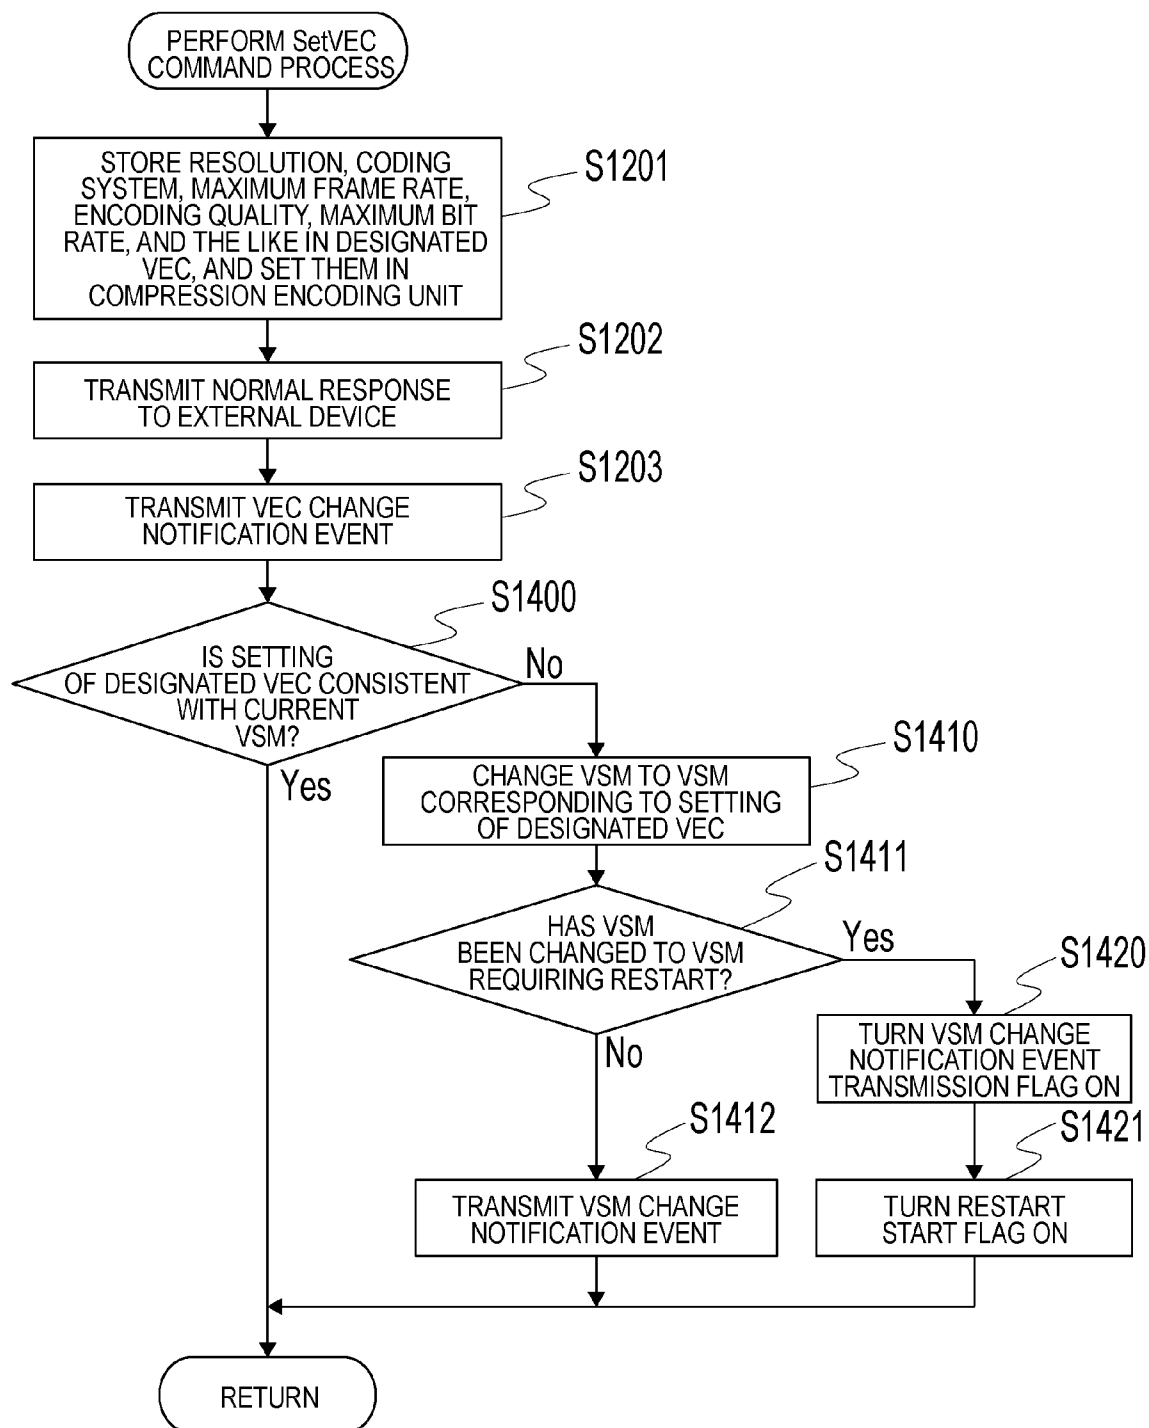 PERFORM SetVEC
COMMAND PROCESS
STORE RESOLUTION, CODING
SYSTEM, MAXIMUM FRAME RATE,
ENCODING QUALITY, MAXIMUM BIT
RATE, AND THE LIKE IN DESIGNATED
VEC, AND SET THEM IN
COMPRESSION ENCODING UNIT
S1201
TRANSMIT NORMAL RESPONSE
TO EXTERNAL DEVICE
S1202
TRANSMIT VEC CHANGE
NOTIFICATION EVENT
S1203
IS SETTING
OF DESIGNATED VEC CONSISTENT
WITH CURRENT
VSM?
S1400
No
Yes
CHANGE VSM TO VSM
CORRESPONDING TO SETTING
OF DESIGNATED VEC
S1410
HAS VSM
BEEN CHANGED TO VSM
REQUIRING RESTART?
S1411
Yes
No
TURN VSM CHANGE
NOTIFICATION EVENT
TRANSMISSION FLAG ON
S1420
TRANSMIT VSM CHANGE
NOTIFICATION EVENT
S1412
TURN RESTART
START FLAG ON
S1421
RETURN